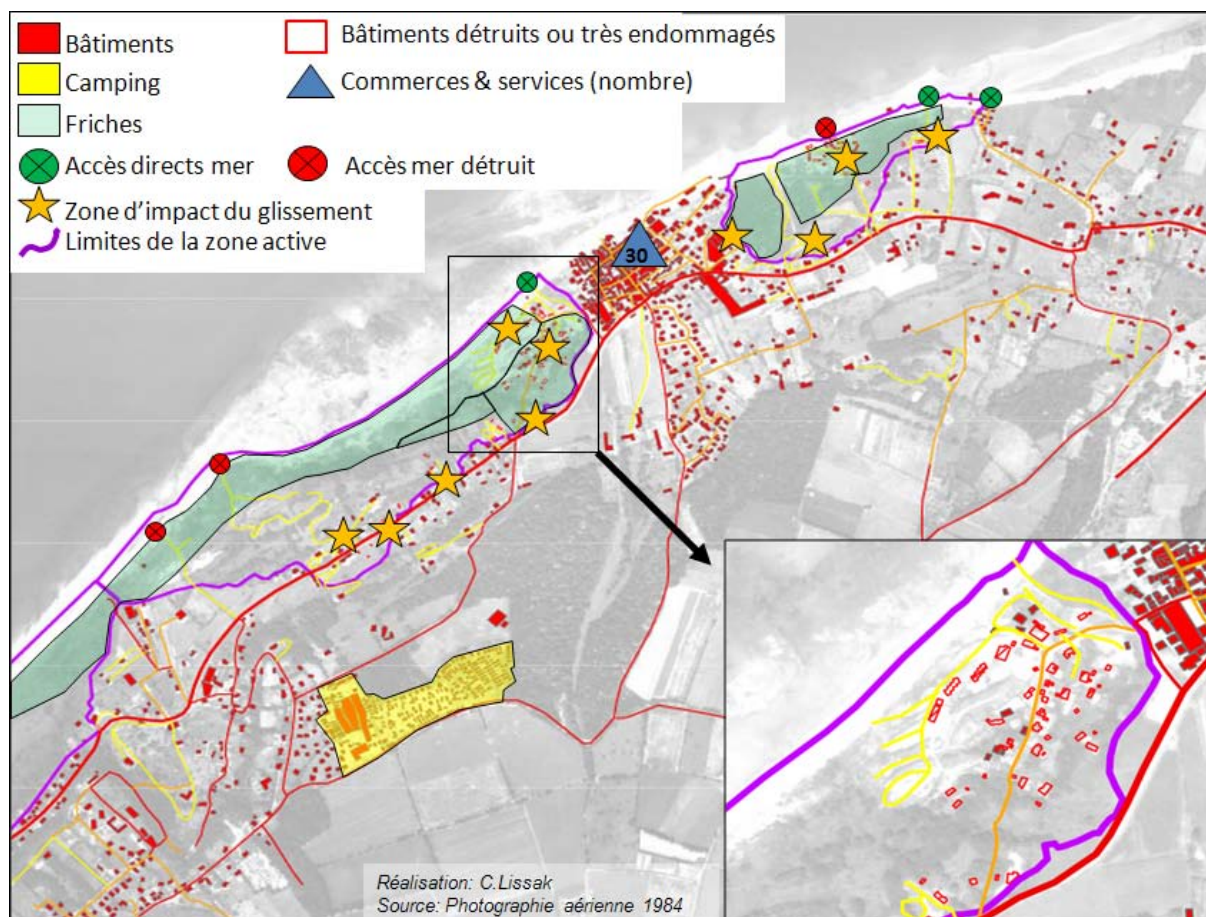 Bâtiments
Camping
Friches
Accès directs mer
Zone d'impact du glissement
Limites de la zone active
Bâtiments détruits ou très endommagés
Commerces & services (nombre)
Accès mer détruit
30
Réalisation: C.Lissak
Source: Photographie aérienne 1984